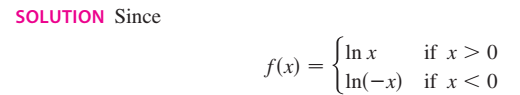 SOLUTION Since
f(x) = { ln x if x > 0
ln(−x) if x < 0